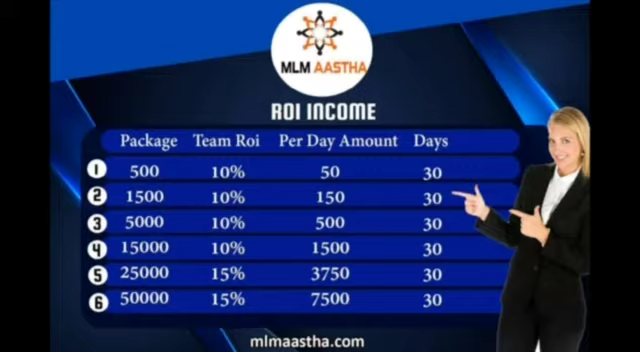 MLM AASTHA
ROI INCOME
Package Team Roi Per Day Amount Days
1 500 10% 50 30
2 1500 10% 150 30
3 5000 10% 500 30
4 15000 10% 1500 30
5 25000 15% 3750 30
6 50000 15% 7500 30
mlmaastha.com